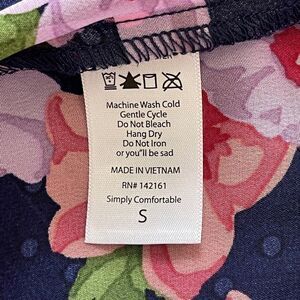 Machine Wash Cold
Gentle Cycle
Do Not Bleach
Hang Dry
Do Not Iron
or you"ll be sad
MADE IN VIETNAM
RN# 142161
Simply Comfortable
S